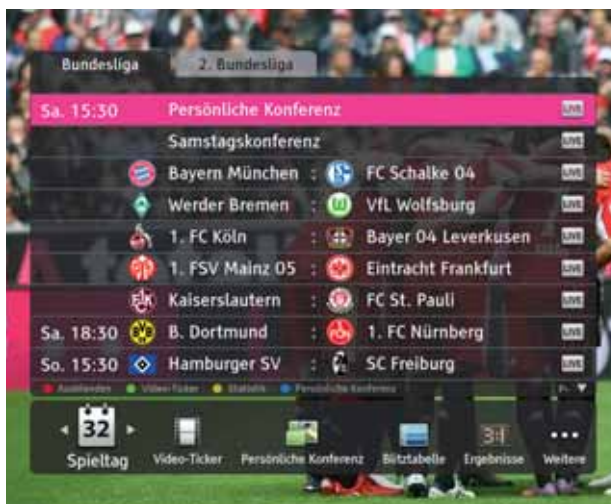 Bundesliga 2. Bundesliga
Sa. 15:30 Persönliche Konferenz LIVE
Samstagskonferenz LIVE
Bayern München : FC Schalke 04 LIVE
Werder Bremen : VfL Wolfsburg LIVE
1. FC Köln : Bayer 04 Leverkusen LIVE
1. FSV Mainz 05 : Eintracht Frankfurt LIVE
Kaiserslautern : FC St. Pauli LIVE
Sa. 18:30 B. Dortmund : 1. FC Nürnberg LIVE
So. 15:30 Hamburger SV : SC Freiburg LIVE
Ausblenden Video-Ticker Statistik Persönliche Konferenz
32 3:1
Spieltag Video-Ticker Persönliche Konferenz Blitztabelle Ergebnisse Weitere